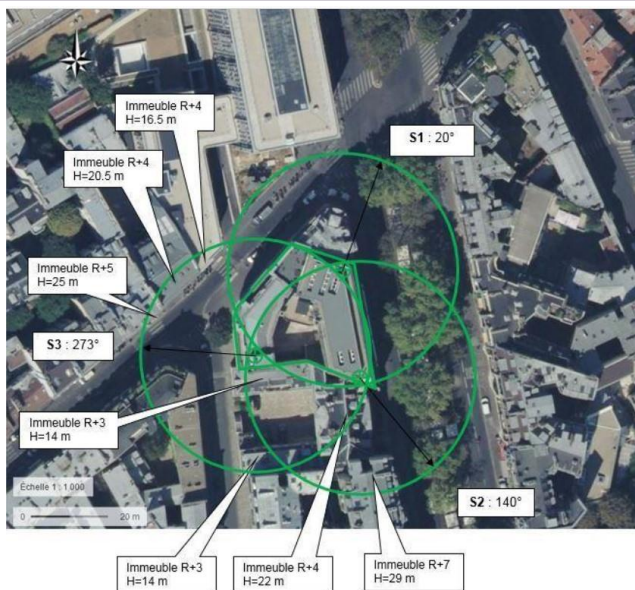 Immeuble R+4
H=16.5 m
S1 : 20°
Immeuble R+4
H=20.5 m
Immeuble R+5
H=25 m
S3 : 273°
Immeuble R+3
H=14 m
Échelle 1 : 1 000
0 20 m
S2 : 140°
Immeuble R+3
H=14 m
Immeuble R+4
H=22 m
Immeuble R+7
H=29 m